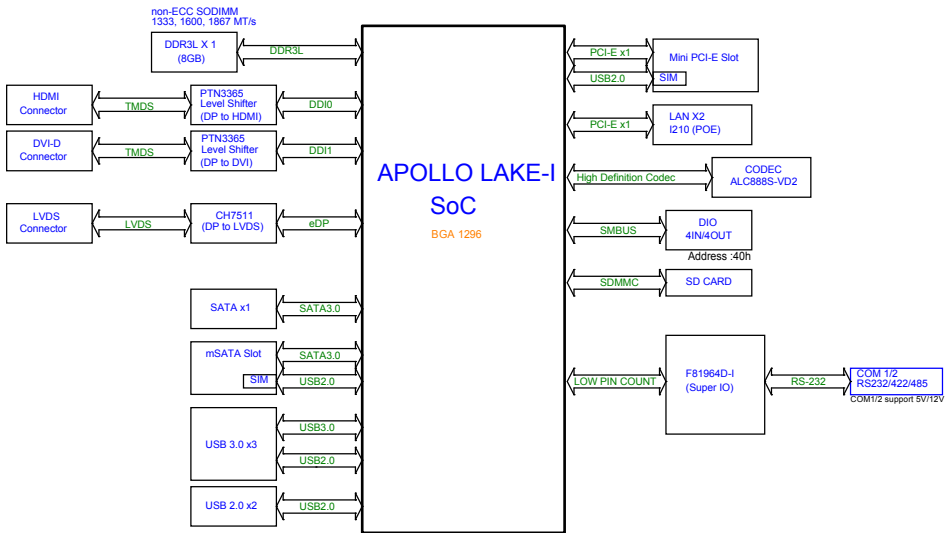 non-ECC SODIMM
1333, 1600, 1867 MT/s
DDR3L X 1
(8GB)
DDR3L
HDMI
Connector
TMDS
PTN3365
Level Shifter
(DP to HDMI)
DDI0
DVI-D
Connector
TMDS
PTN3365
Level Shifter
(DP to DVI)
DDI1
LVDS
Connector
LVDS
CH7511
(DP to LVDS)
eDP
SATA x1
SATA3.0
mSATA Slot
SATA3.0
SIM
USB2.0
USB 3.0 x3
USB3.0
USB2.0
USB 2.0 x2
USB2.0
APOLLO LAKE-I
SoC
BGA 1296
PCI-E x1
Mini PCI-E Slot
USB2.0
SIM
PCI-E x1
LAN X2
I210 (POE)
High Definition Codec
CODEC
ALC888S-VD2
SMBUS
DIO
4IN/4OUT
Address :40h
SDMMC
SD CARD
LOW PIN COUNT
F81964D-I
(Super IO)
RS-232
COM 1/2
RS232/422/485
COM1/2 support 5V/12V